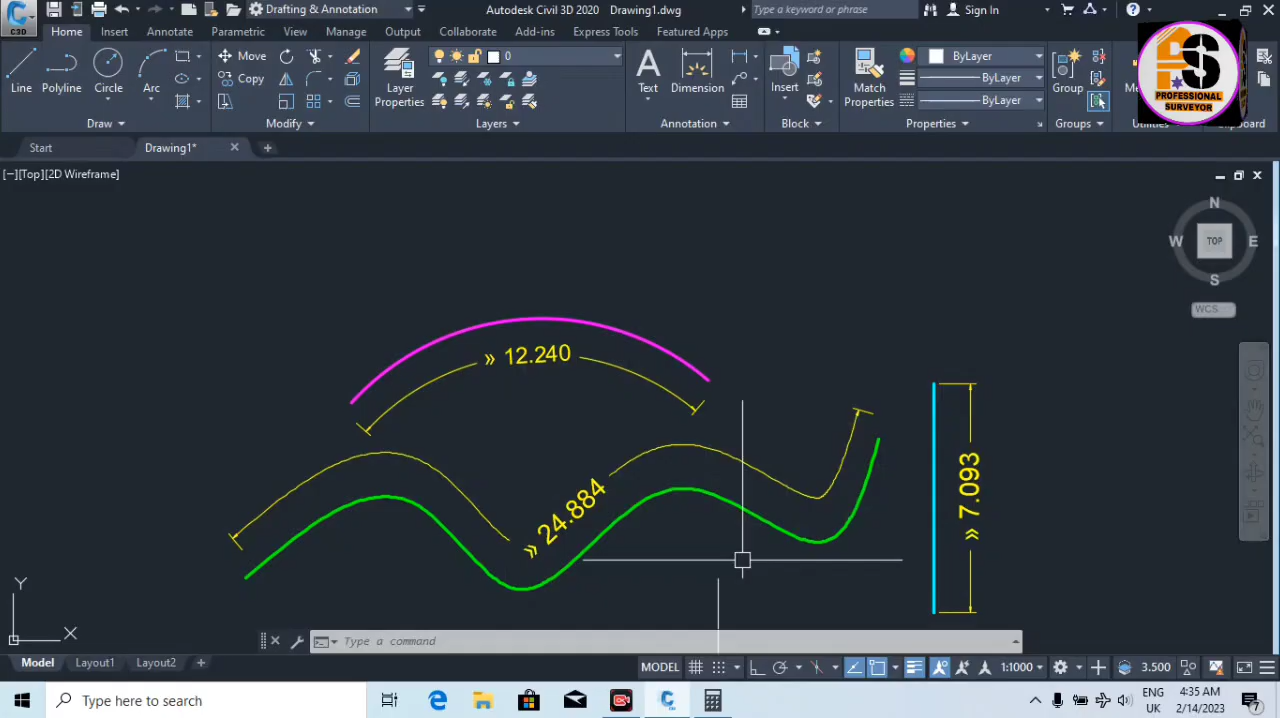 C3D
Drafting & Annotation
Autodesk Civil 3D 2020 Drawing1.dwg
Type a keyword or phrase
Sign In
Home Insert Annotate Parametric View Manage Output Collaborate Add-ins Express Tools Featured Apps
Line
Polyline
Circle
Arc
Move
Copy
Layer
Properties
0
Text
Dimension
Insert
Match
Properties
ByLayer
ByLayer
ByLayer
Group
Draw
Modify
Layers
Annotation
Block
Properties
Groups
PS
PROFESSIONAL
SURVEYOR
Start
Drawing1*
[−][Top][2D Wireframe]
N
W
TOP
E
S
WCS
» 12.240
» 24.884
» 7.093
Y
X
Type a command
Model Layout1 Layout2 +
MODEL
1:1000
3.500
Type here to search
ENG
UK
4:35 AM
2/14/2023
7